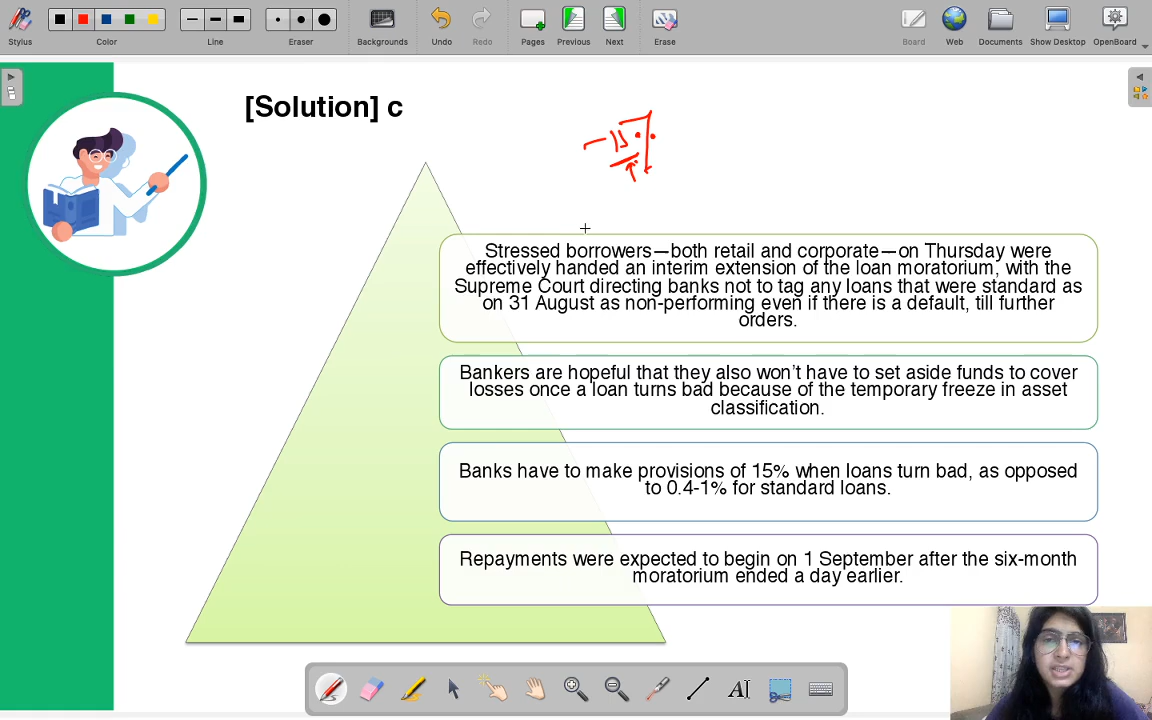 Stylus
Color
Line
Eraser
Backgrounds
Undo
Redo
Pages
Previous
Next
Erase
Board
Web
Documents
Show Desktop
OpenBoard
[Solution] c
Stressed borrowers—both retail and corporate—on Thursday were
effectively handed an interim extension of the loan moratorium, with the
Supreme Court directing banks not to tag any loans that were standard as
on 31 August as non-performing even if there is a default, till further
orders.
Bankers are hopeful that they also won't have to set aside funds to cover
losses once a loan turns bad because of the temporary freeze in asset
classification.
Banks have to make provisions of 15% when loans turn bad, as opposed
to 0.4-1% for standard loans.
Repayments were expected to begin on 1 September after the six-month
moratorium ended a day earlier.
AI